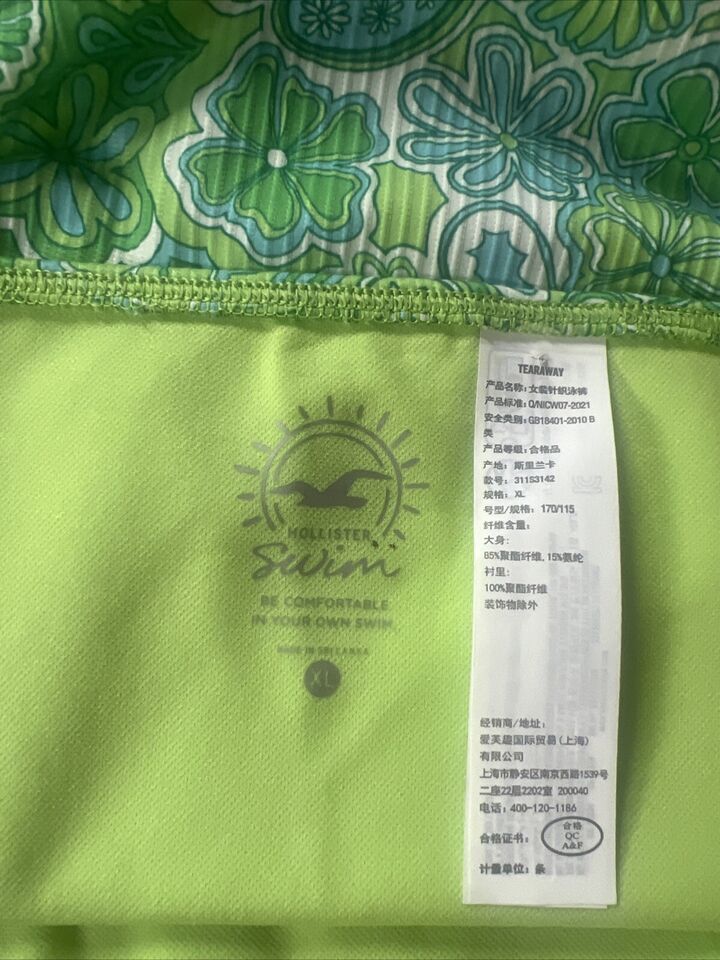 HOLLISTER
Swim
BE COMFORTABLE
IN YOUR OWN SWIM
MADE IN SRI LANKA
XL
TEARAWAY
产品名称: 女装针织泳裤
产品标准: Q/NICW07-2021
安全类别: GB18401-2010 B
类
产品等级: 合格品
产地: 斯里兰卡
款号: 31153142
规格: XL
号型/规格: 170/115
纤维含量:
大身:
85%聚酯纤维, 15%氨纶
衬里:
100%聚酯纤维
装饰物除外
经销商/地址:
爱芙趣国际贸易(上海)
有限公司
上海市静安区南京西路1539号
二座22层2202室 200040
电话: 400-120-1186
合格证书:
合格
QC
A&F
计量单位: 条